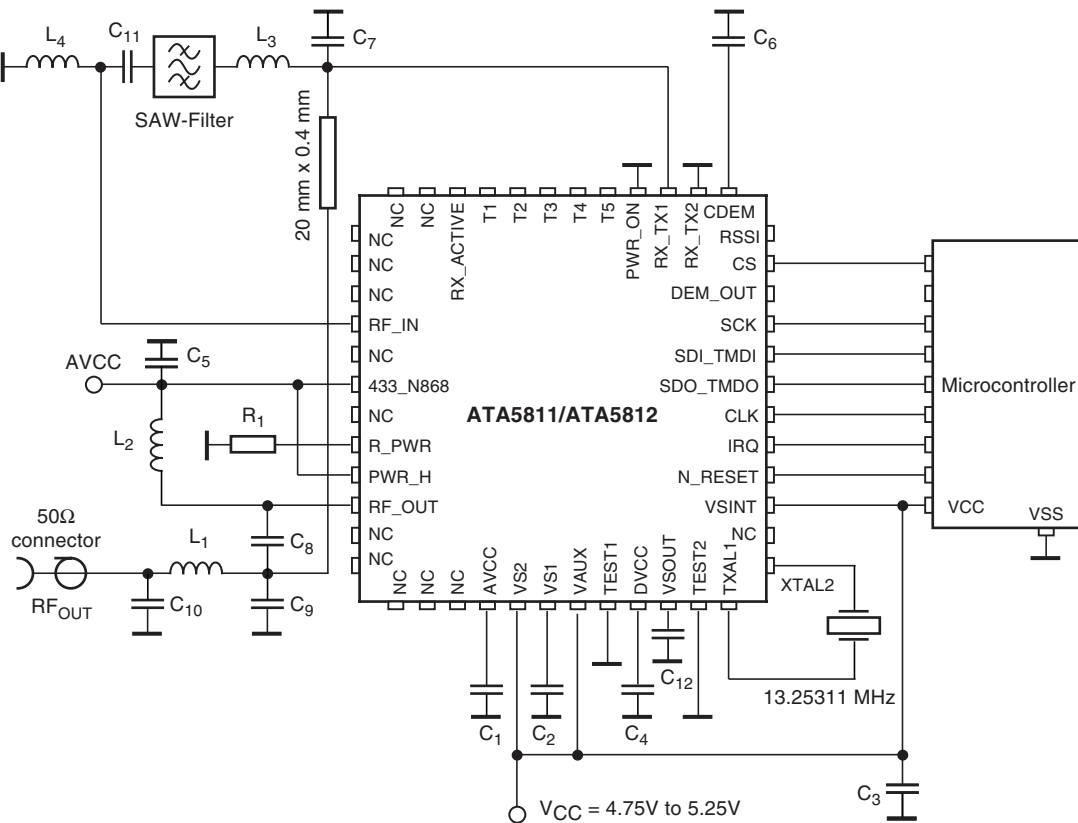 L4
C11
L3
C7
C6
SAW-Filter
20 mm x 0.4 mm
NC
NC
RX_ACTIVE
T1
T2
T3
T4
T5
PWR_ON
RX_TX1
RX_TX2
CDEM
NC
NC
NC
RF_IN
NC
433_N868
NC
R_PWR
PWR_H
RF_OUT
NC
NC
RSSI
CS
DEM_OUT
SCK
SDI_TMDI
SDO_TMDO
CLK
IRQ
N_RESET
VSINT
NC
XTAL2
ATA5811/ATA5812
Microcontroller
VCC
VSS
AVCC
C5
L2
R1
50Ω
connector
L1
C8
RFOUT
C10
C9
NC
NC
NC
AVCC
VS2
VS1
VAUX
TEST1
DVCC
VSOUT
TEST2
TXAL1
C1
C2
C4
C12
13.25311 MHz
C3
VCC = 4.75V to 5.25V